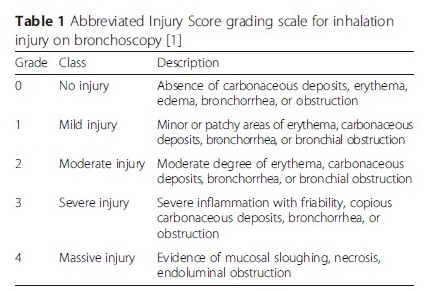 Table 1 Abbreviated Injury Score grading scale for inhalation
injury on bronchoscopy [1]
Grade Class Description
0 No injury Absence of carbonaceous deposits, erythema,
edema, bronchorrhea, or obstruction
1 Mild injury Minor or patchy areas of erythema, carbonaceous
deposits, bronchorrhea, or bronchial obstruction
2 Moderate injury Moderate degree of erythema, carbonaceous
deposits, bronchorrhea, or bronchial obstruction
3 Severe injury Severe inflammation with friability, copious
carbonaceous deposits, bronchorrhea, or
obstruction
4 Massive injury Evidence of mucosal sloughing, necrosis,
endoluminal obstruction